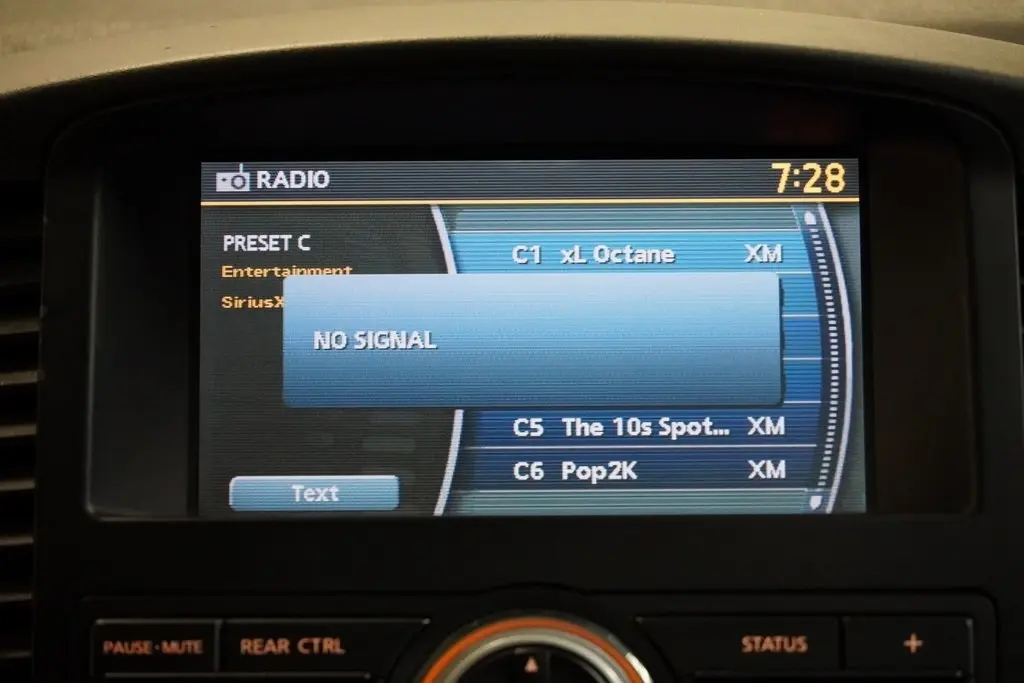 RADIO 7:28
PRESET C
C1 xL Octane XM
Entertainment
SiriusX
NO SIGNAL
C5 The 10s Spot... XM
C6 Pop2K XM
Text
PAUSE·MUTE REAR CTRL STATUS +